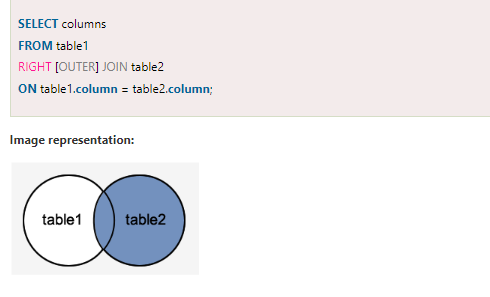 SELECT columns
FROM table1
RIGHT [OUTER] JOIN table2
ON table1.column = table2.column;
Image representation:
table1 table2